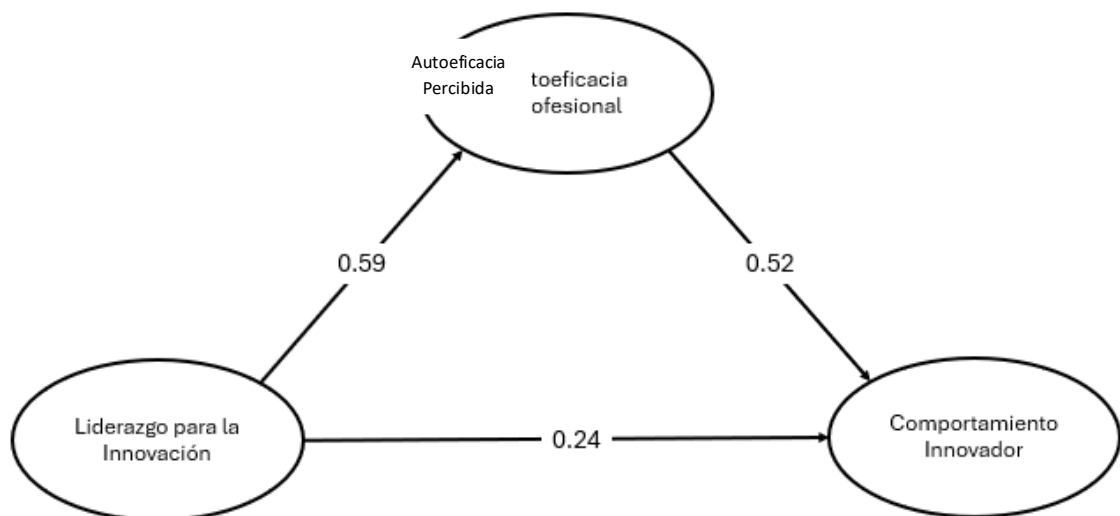 Autoeficacia
Percibida
toeficacia
ofesional
0.59
0.52
Liderazgo para la
Innovación
0.24
Comportamiento
Innovador